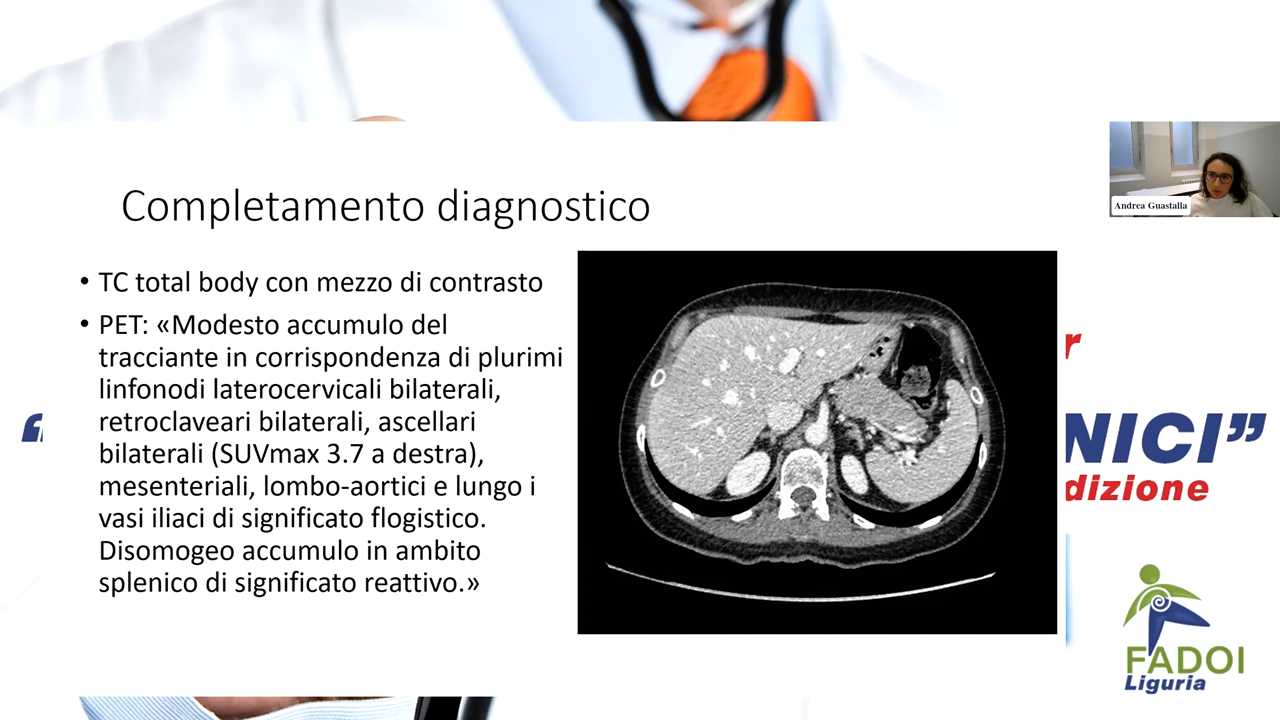 Completamento diagnostico
• TC total body con mezzo di contrasto
• PET: «Modesto accumulo del
tracciante in corrispondenza di plurimi
linfonodi laterocervicali bilaterali,
retroclaveari bilaterali, ascellari
bilaterali (SUVmax 3.7 a destra),
mesenteriali, lombo-aortici e lungo i
vasi iliaci di significato flogistico.
Disomogeo accumulo in ambito
splenico di significato reattivo.»
Andrea Guastalla
r
“
NICI”
dizione
FADOI
Liguria